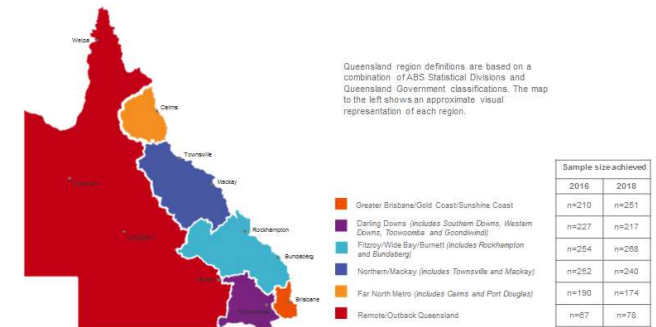 Weipa
Cairns
Townsville
Mackay
Rockhampton
Bundaberg
Brisbane
Queensland region definitions are based on a
combination of ABS Statistical Divisions and
Queensland Government classifications. The map
to the left shows an approximate visual
representation of each region.
Sample size achieved
2016 2018
Greater Brisbane/Gold Coast/Sunshine Coast n=210 n=251
Darling Downs (includes Southern Downs, Western
Downs, Toowoomba and Goondiwindi) n=227 n=217
Fitzroy/Wide Bay/Burnett (includes Rockhampton
and Bundaberg) n=254 n=268
Northern/Mackay (includes Townsville and Mackay) n=252 n=240
Far North Metro (includes Cairns and Port Douglas) n=190 n=174
Remote/Outback Queensland n=67 n=78